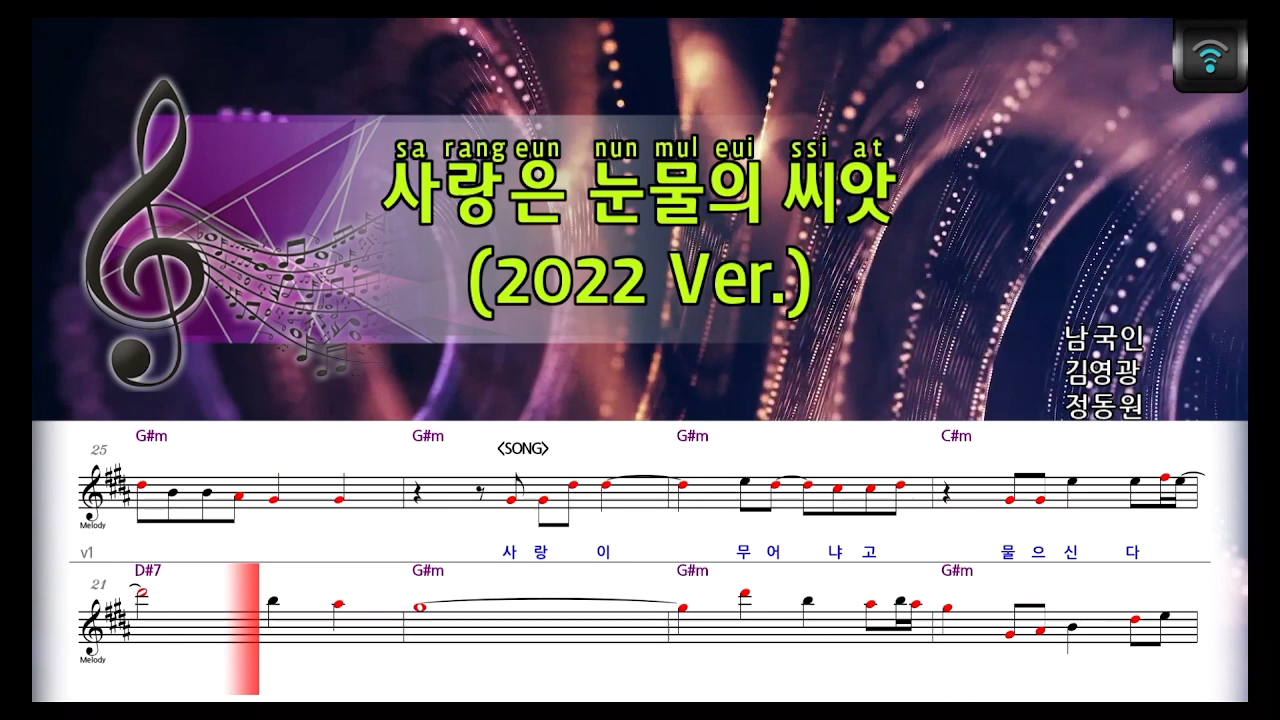 sa rang eun nun mul eui ssi at
사랑은 눈물의 씨앗
(2022 Ver.)
남국인
김영광
정동원
G#m G#m G#m C#m
25 <SONG>
Melody
v1 사 랑 이 무 어 냐 고 물 으 신 다
D#7 G#m G#m G#m
21
Melody